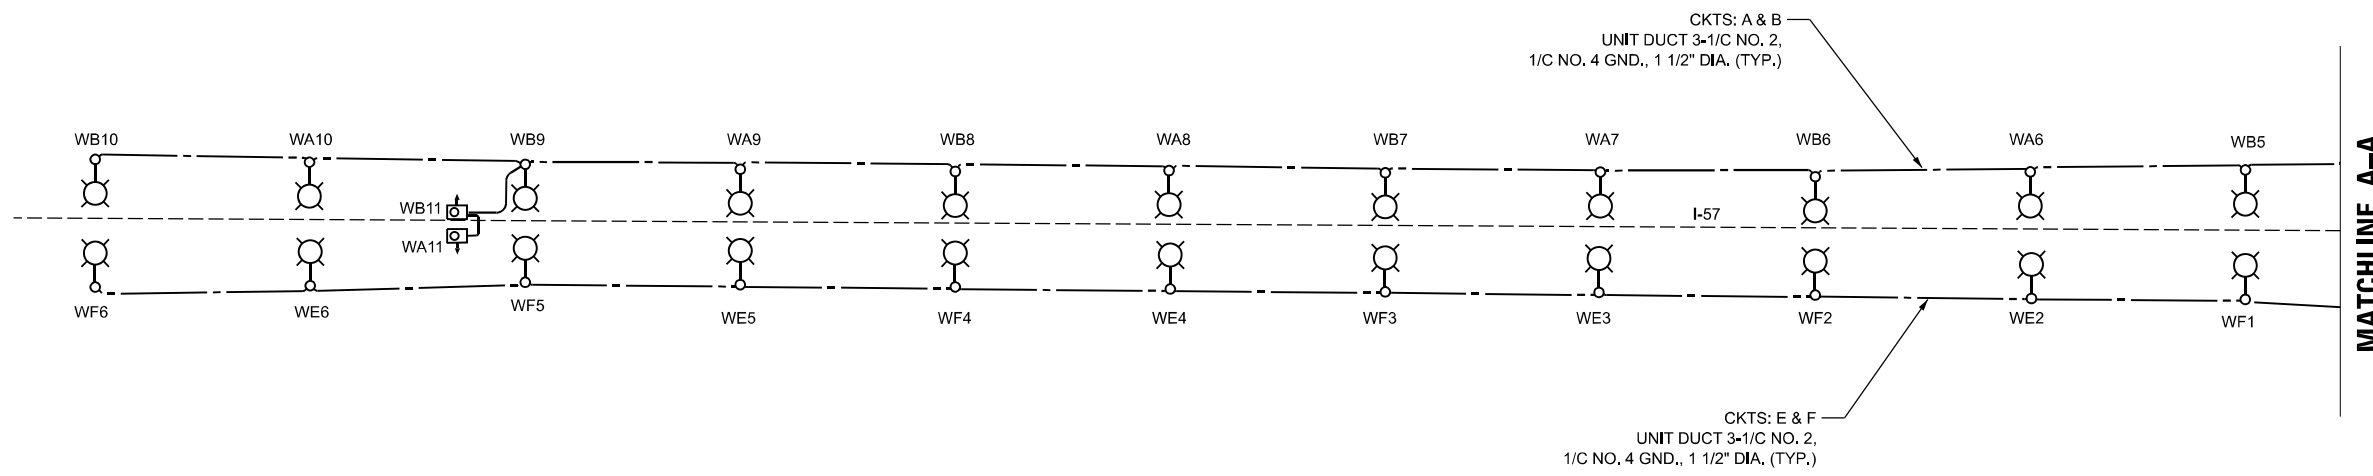 CKTS: A & B
UNIT DUCT 3-1/C NO. 2,
1/C NO. 4 GND., 1 1/2" DIA. (TYP.)
WB10 WA10 WB9 WA9 WB8 WA8 WB7 WA7 WB6 WA6 WB5
WB11
I-57
WA11
WF6 WE6 WF5 WE5 WF4 WE4 WF3 WE3 WF2 WE2 WF1
MATCHLINE A-A
CKTS: E & F
UNIT DUCT 3-1/C NO. 2,
1/C NO. 4 GND., 1 1/2" DIA. (TYP.)